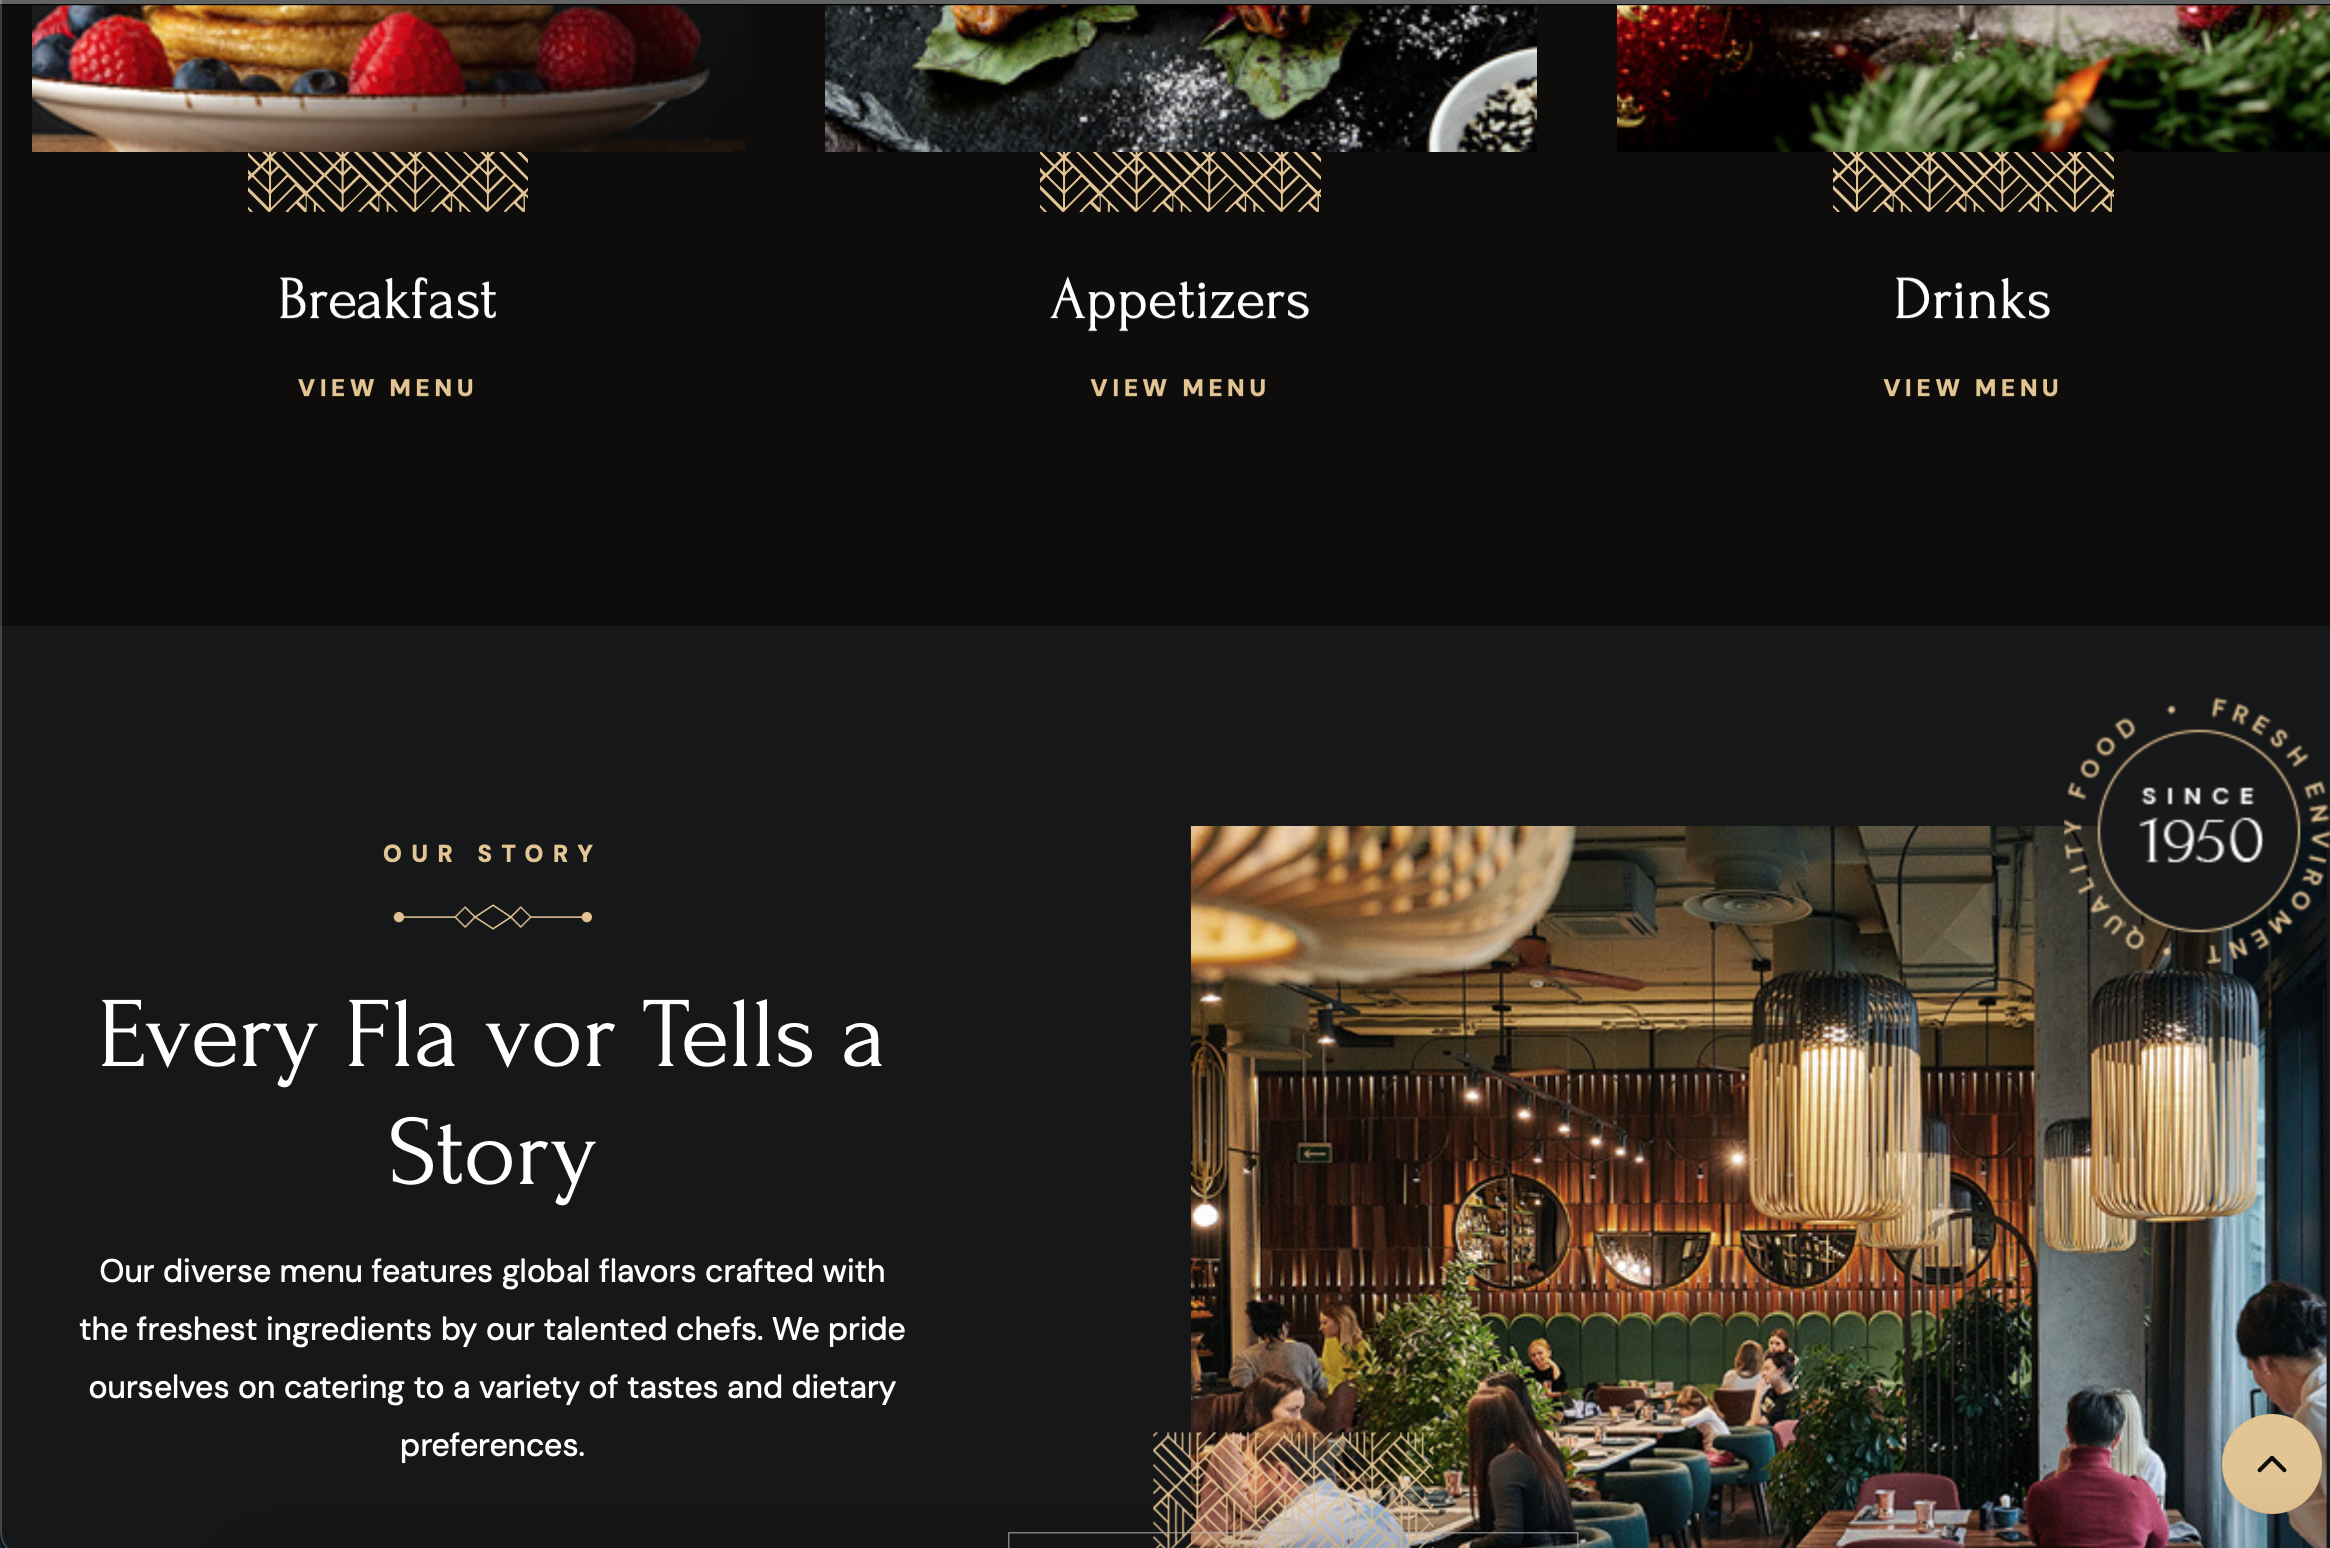 Breakfast
Appetizers
Drinks
VIEW MENU
VIEW MENU
VIEW MENU
OUR STORY
Every Fla vor Tells a
Story
Our diverse menu features global flavors crafted with
the freshest ingredients by our talented chefs. We pride
ourselves on catering to a variety of tastes and dietary
preferences.
QUALITY FOOD • FRESH ENVIROMENT •
SINCE
1950